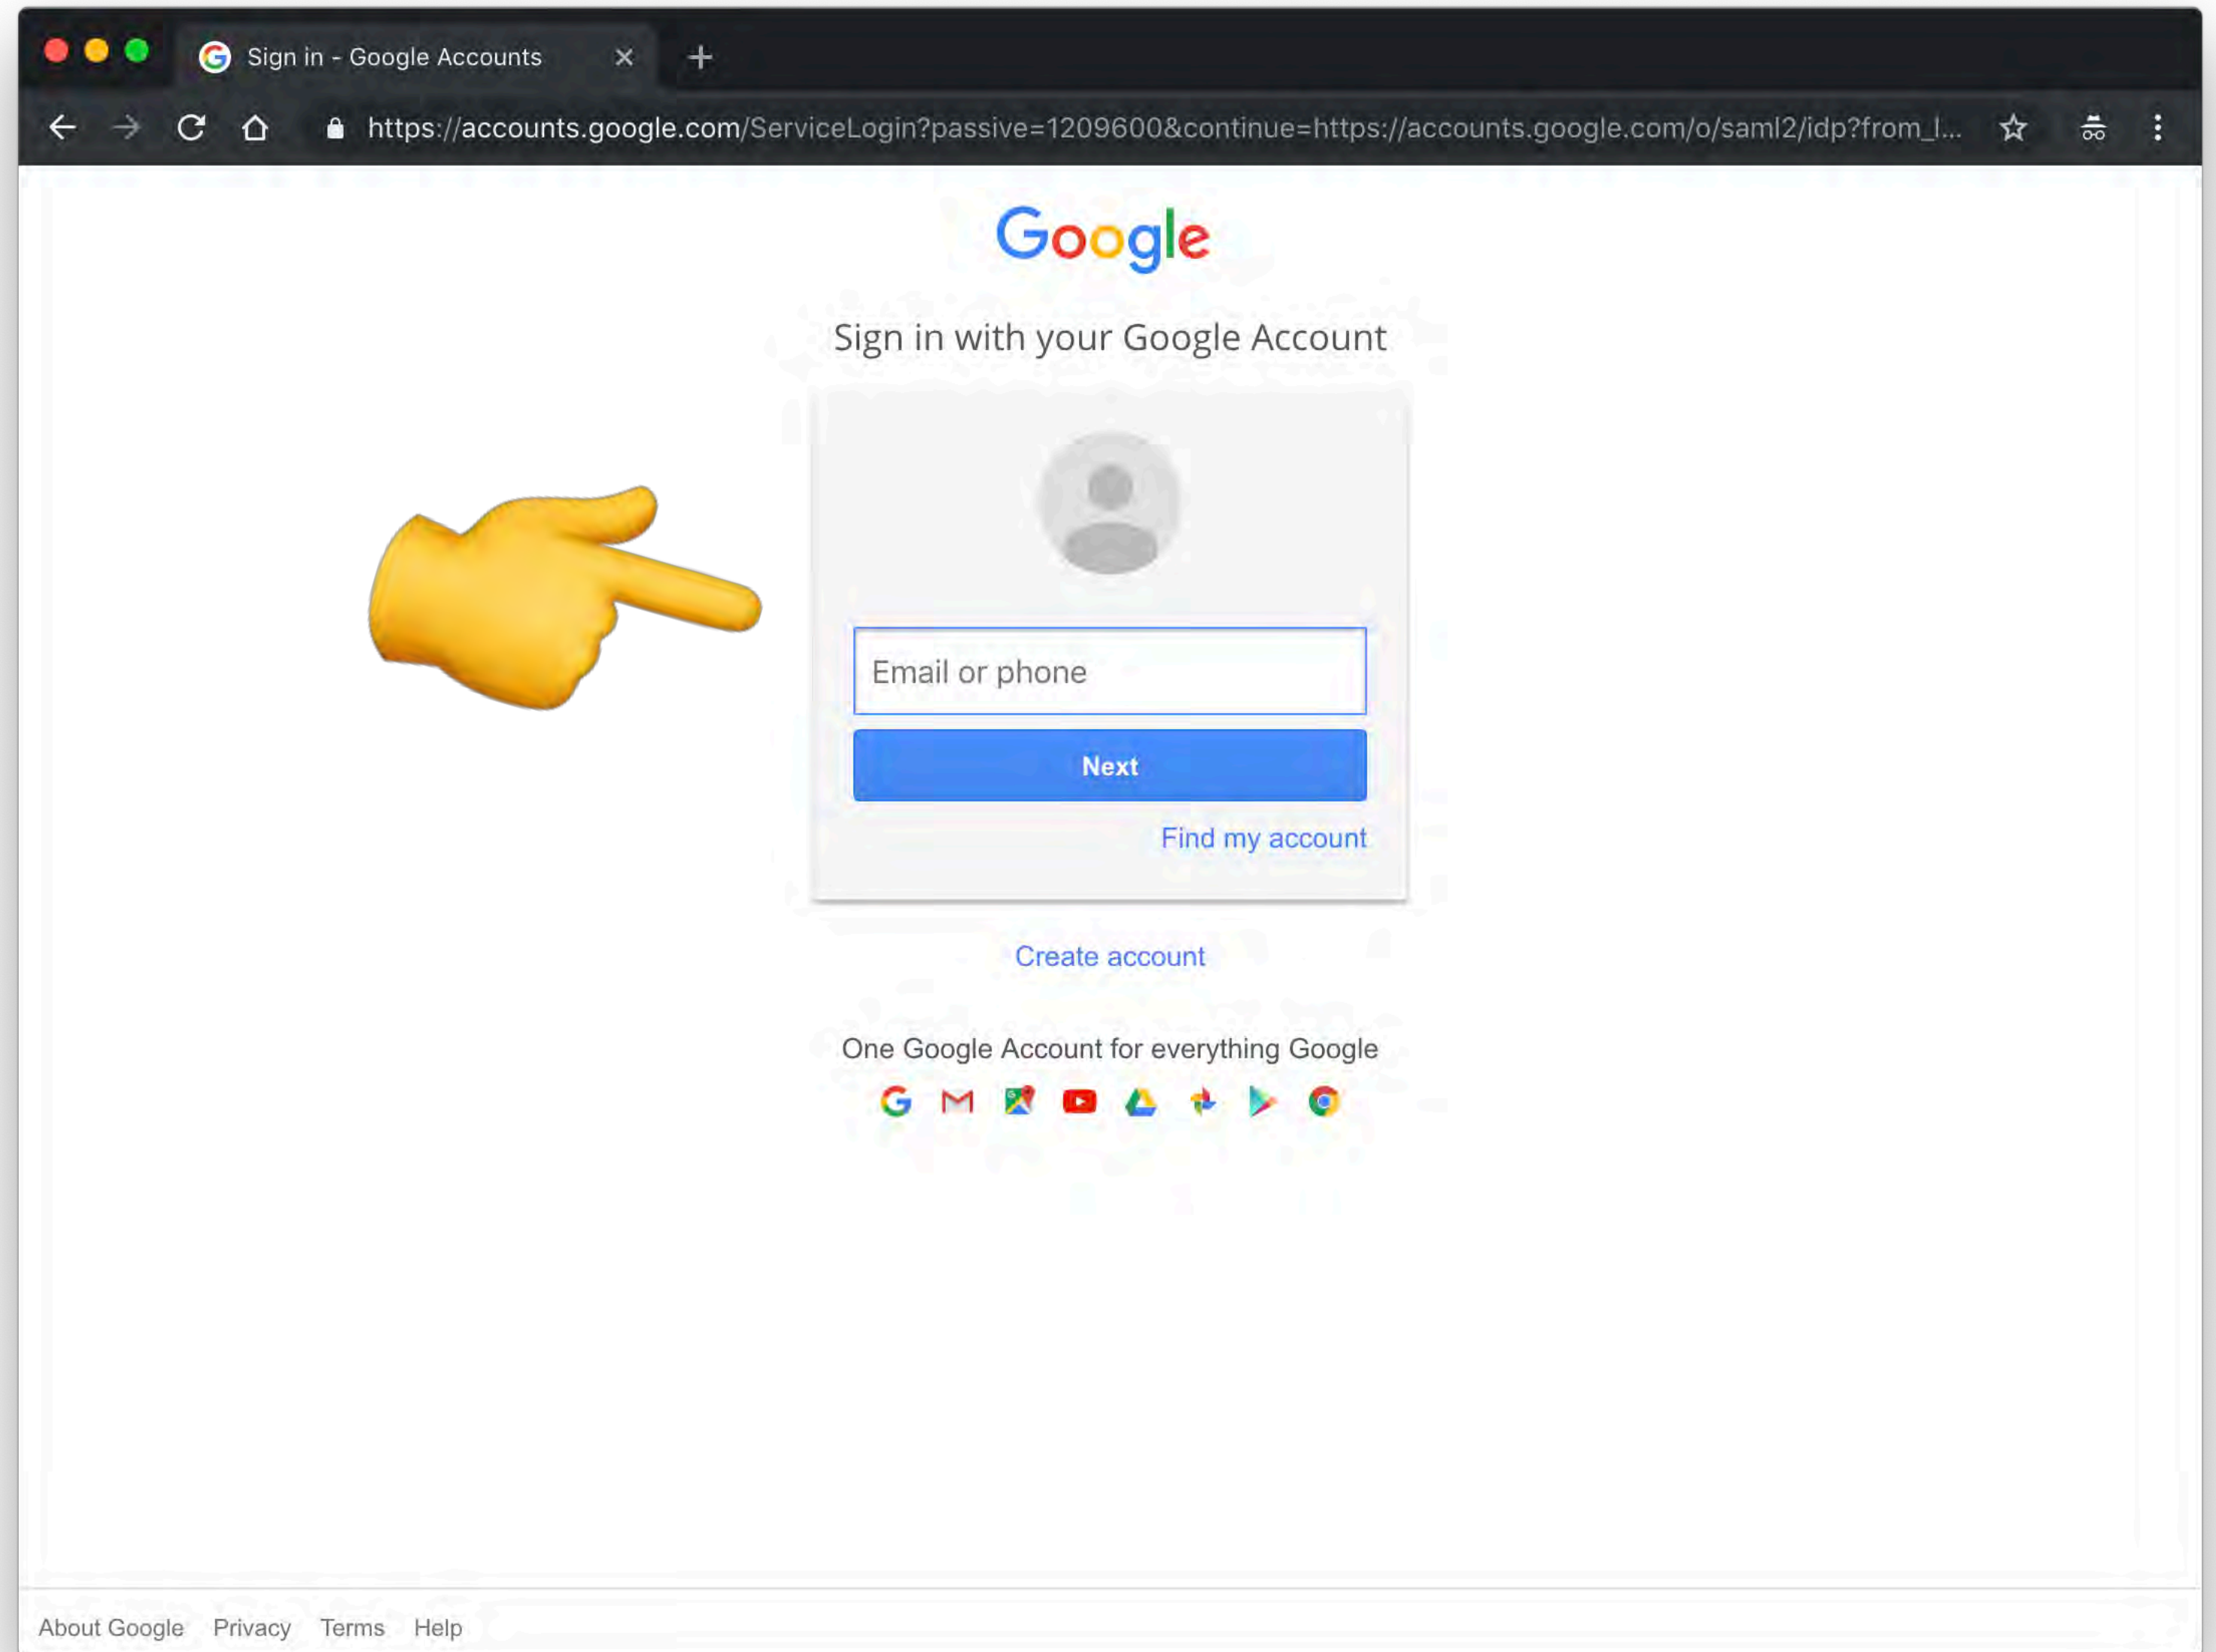 Sign in - Google Accounts
https://accounts.google.com/ServiceLogin?passive=1209600&continue=https://accounts.google.com/o/saml2/idp?from_l...
Google
Sign in with your Google Account
Email or phone
Next
Find my account
Create account
One Google Account for everything Google
About Google Privacy Terms Help